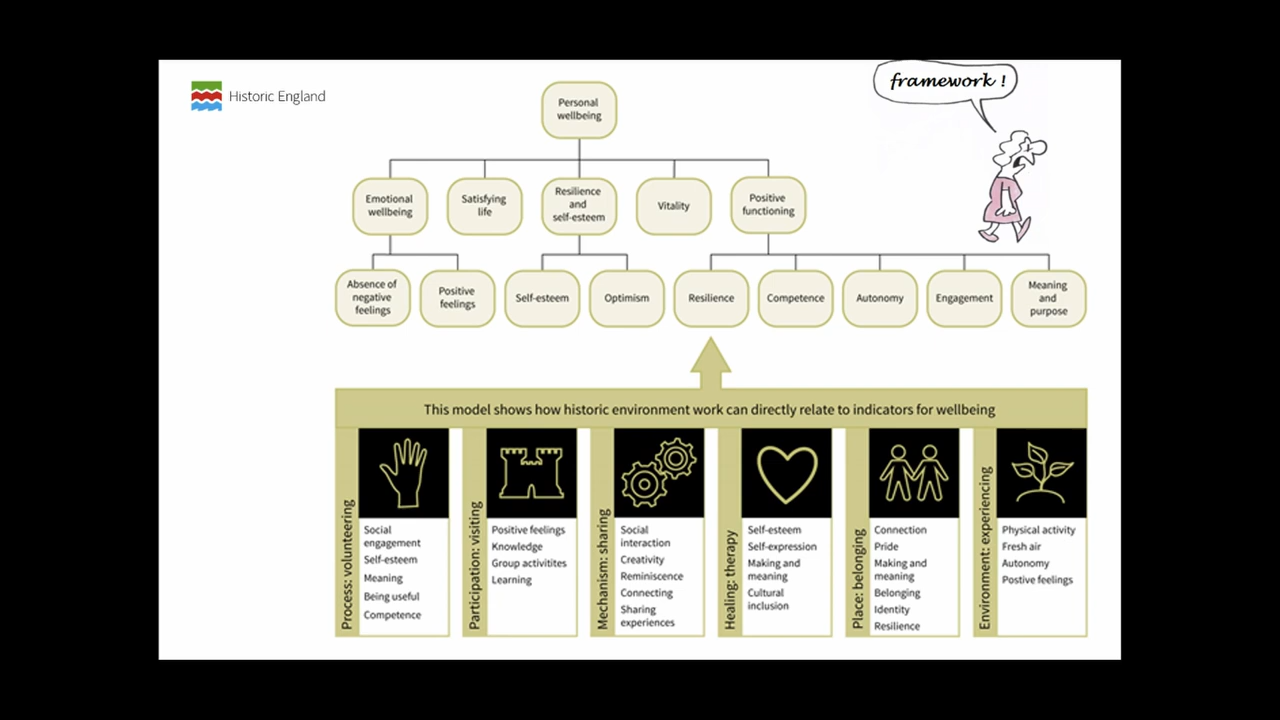 Historic England
framework !
Personal
wellbeing
Emotional
wellbeing
Satisfying
life
Resilience
and
self-esteem
Vitality
Positive
functioning
Absence of
negative
feelings
Positive
feelings
Self-esteem
Optimism
Resilience
Competence
Autonomy
Engagement
Meaning
and
purpose
This model shows how historic environment work can directly relate to indicators for wellbeing
Process: volunteering
Social
engagement
Self-esteem
Meaning
Being useful
Competence
Participation: visiting
Positive feelings
Knowledge
Group activitites
Learning
Mechanism: sharing
Social
interaction
Creativity
Reminiscence
Connecting
Sharing
experiences
Healing: therapy
Self-esteem
Self-expression
Making and
meaning
Cultural
inclusion
Place: belonging
Connection
Pride
Making and
meaning
Belonging
Identity
Resilience
Environment: experiencing
Physical activity
Fresh air
Autonomy
Postive feelings